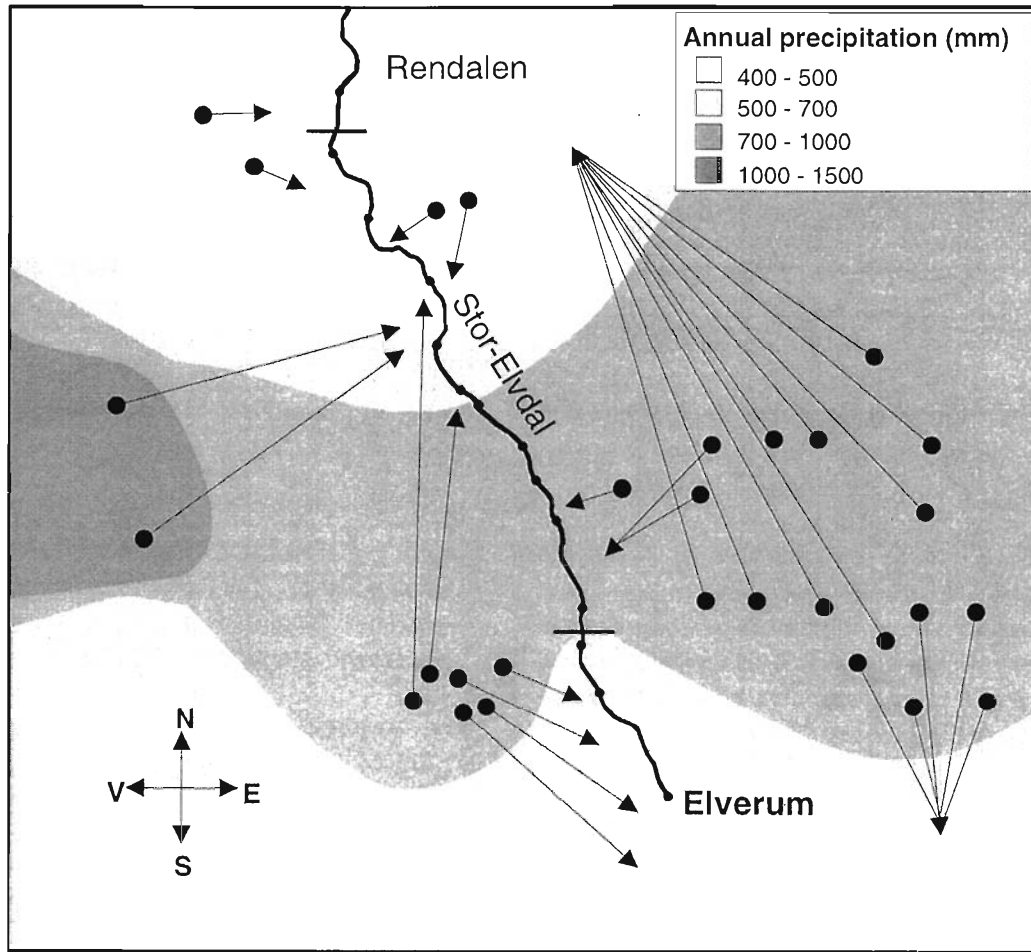 Annual precipitation (mm)
400 - 500
500 - 700
700 - 1000
1000 - 1500
Rendalen
Stor-Elvdal
N
V E
S
Elverum